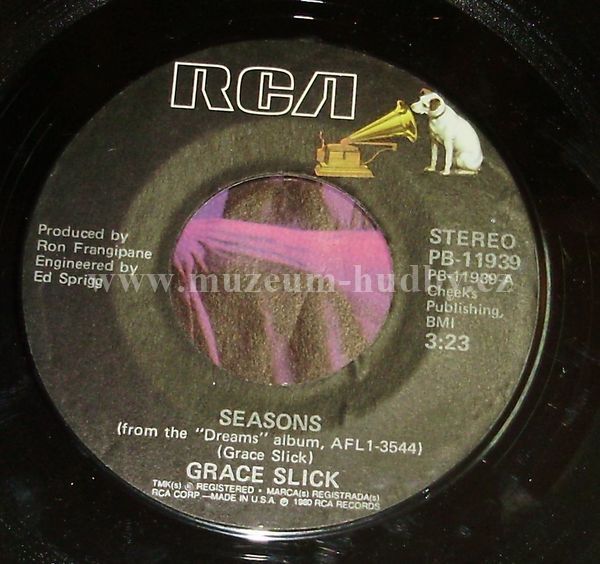 RCA
Produced by
Ron Frangipane
Engineered by
Ed Sprigg
STEREO
PB-11939
PB-11939-A
Cheeks
Publishing,
BMI
3:23
www.muzeum-hudby.cz
SEASONS
(from the "Dreams" album, AFL1-3544)
(Grace Slick)
GRACE SLICK
TMK(s) ® REGISTERED • MARCA(s) REGISTRADA(s)
RCA CORP.—MADE IN U.S.A. ℗ 1980 RCA RECORDS